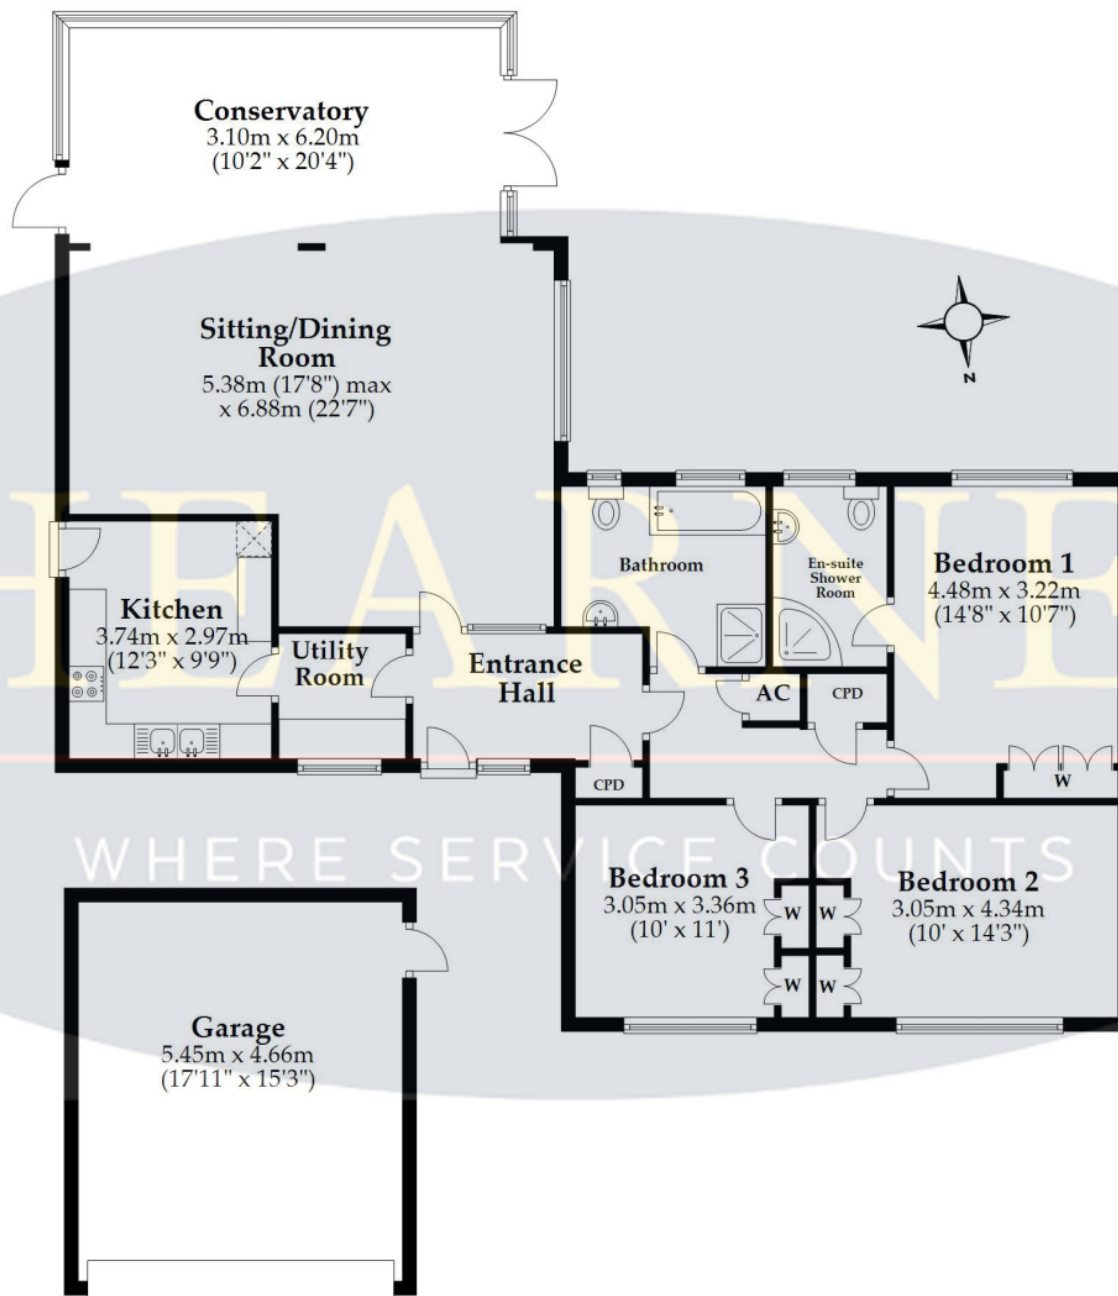 Conservatory
3.10m x 6.20m
(10'2" x 20'4")
Sitting/Dining
Room
5.38m (17'8") max
x 6.88m (22'7")
N
HEARNE
Kitchen
3.74m x 2.97m
(12'3" x 9'9")
Utility
Room
Entrance
Hall
Bathroom
En-suite
Shower
Room
Bedroom 1
4.48m x 3.22m
(14'8" x 10'7")
AC
CPD
CPD
W
WHERE SERVICE COUNTS
Bedroom 3
3.05m x 3.36m
(10' x 11')
W
W
W
W
Bedroom 2
3.05m x 4.34m
(10' x 14'3")
Garage
5.45m x 4.66m
(17'11" x 15'3")